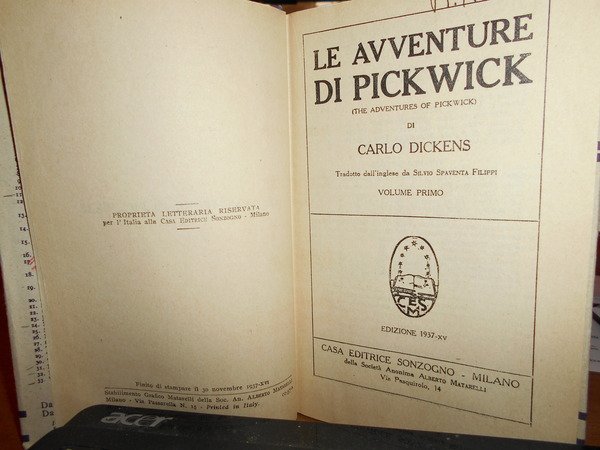 PROPRIETA LETTERARIA RISERVATA
per l'Italia alla CASA EDITRICE SONZOGNO - Milano
Finito di stampare il 30 novembre 1937-XVI
Stabilimento Grafico Matarelli della Soc. An. ALBERTO MATARELLI
Milano - Via Passarella N. 15 - Printed in Italy.
LE AVVENTURE
DI PICKWICK
(THE ADVENTURES OF PICKWICK)
DI
CARLO DICKENS
Tradotto dall'inglese da SILVIO SPAVENTA FILIPPI
VOLUME PRIMO
CESM
EDIZIONE 1937-XV
CASA EDITRICE SONZOGNO - MILANO
della Società Anonima ALBERTO MATARELLI
Via Pasquirolo, 14
acer